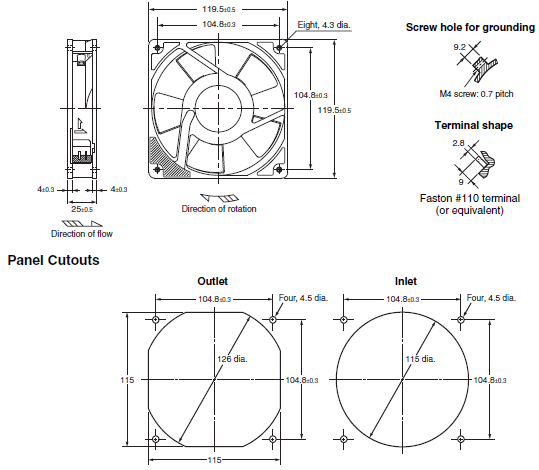 119.5±0.5
104.8±0.3
Eight, 4.3 dia.
104.8±0.3
119.5±0.5
4±0.3
4±0.3
25±0.5
Direction of flow
Direction of rotation
Screw hole for grounding
9.2
M4 screw: 0.7 pitch
Terminal shape
2.8
9
Faston #110 terminal
(or equivalent)
Panel Cutouts
Outlet
104.8±0.3
Four, 4.5 dia.
126 dia.
115
104.8±0.3
115
Inlet
104.8±0.3
Four, 4.5 dia.
115 dia.
104.8±0.3